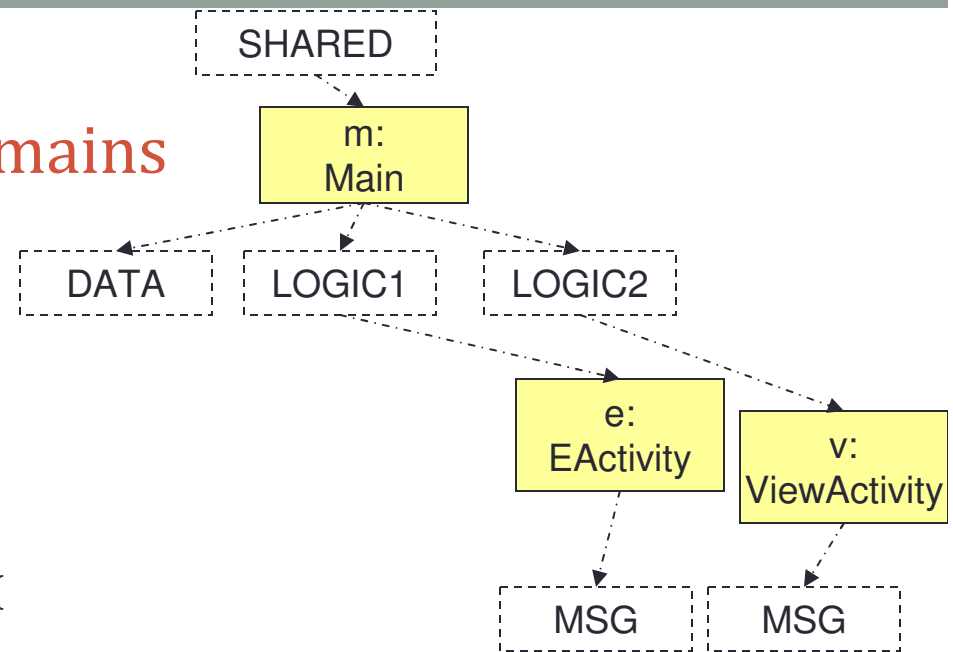 SHARED
mains
m:
Main
DATA
LOGIC1
LOGIC2
e:
EActivity
v:
ViewActivity
MSG
MSG